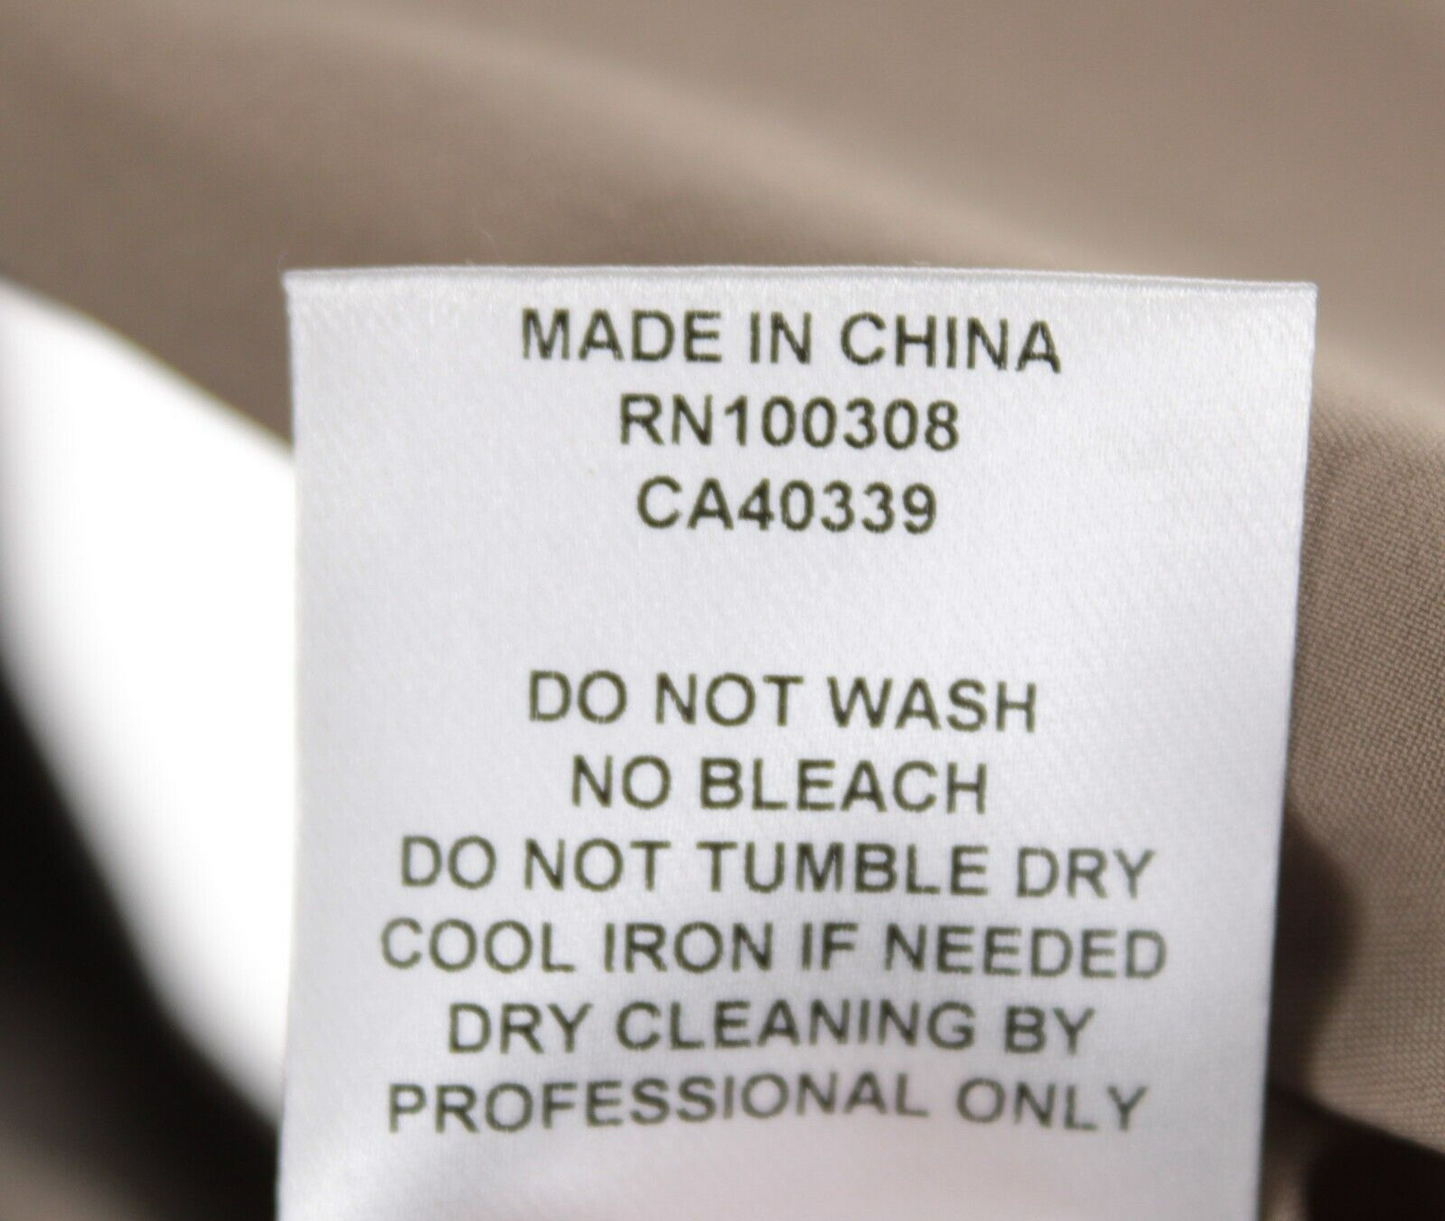 MADE IN CHINA
RN100308
CA40339
DO NOT WASH
NO BLEACH
DO NOT TUMBLE DRY
COOL IRON IF NEEDED
DRY CLEANING BY
PROFESSIONAL ONLY